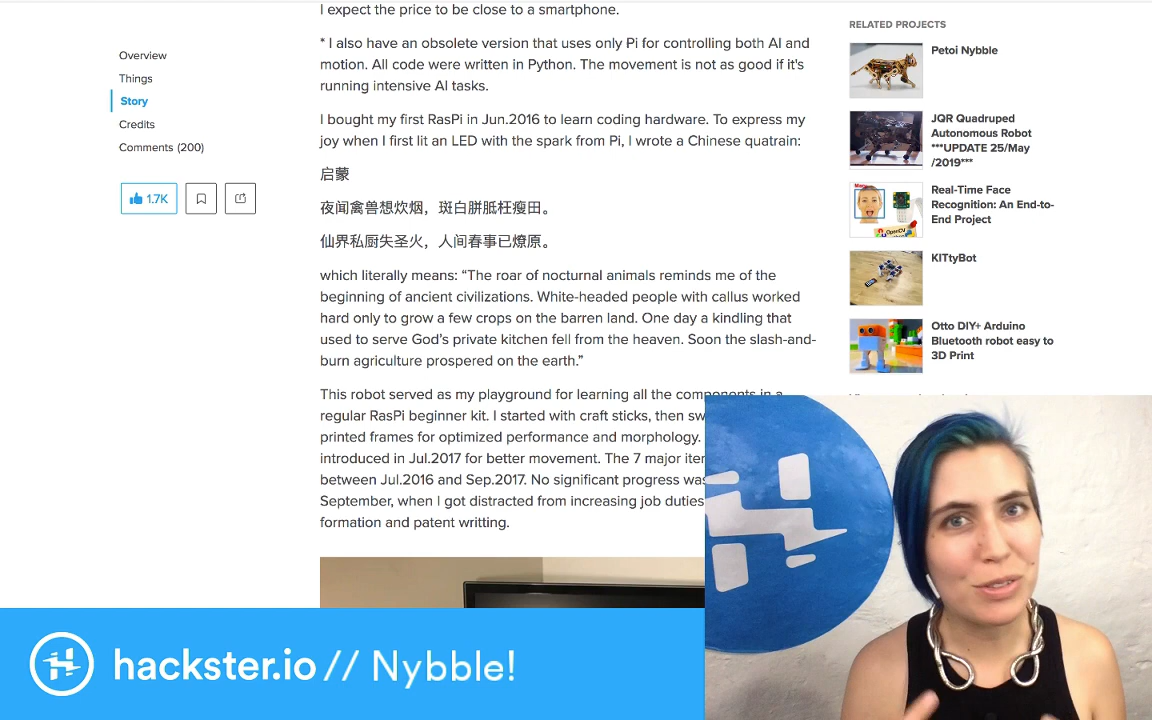 I expect the price to be close to a smartphone.
* I also have an obsolete version that uses only Pi for controlling both AI and
motion. All code were written in Python. The movement is not as good if it's
running intensive AI tasks.
I bought my first RasPi in Jun.2016 to learn coding hardware. To express my
joy when I first lit an LED with the spark from Pi, I wrote a Chinese quatrain:
启蒙
夜闻禽兽想炊烟，斑白胼胝枉瘦田。
仙界私厨失圣火，人间春事已燎原。
which literally means: “The roar of nocturnal animals reminds me of the
beginning of ancient civilizations. White-headed people with callus worked
hard only to grow a few crops on the barren land. One day a kindling that
used to serve God’s private kitchen fell from the heaven. Soon the slash-and-
burn agriculture prospered on the earth.”
This robot served as my playground for learning all the components in a
regular RasPi beginner kit. I started with craft sticks, then
printed frames for optimized performance and morphology.
introduced in Jul.2017 for better movement. The 7 major
between Jul.2016 and Sep.2017. No significant progress
September, when I got distracted from increasing job duties
formation and patent writting.
Overview
Things
Story
Credits
Comments (200)
1.7K
RELATED PROJECTS
Petoi Nybble
JQR Quadruped
Autonomous Robot
***UPDATE 25/May
/2019***
Real-Time Face
Recognition: An End-to-
End Project
KITtyBot
Otto DIY+ Arduino
Bluetooth robot easy to
3D Print
hackster.io // Nybble!